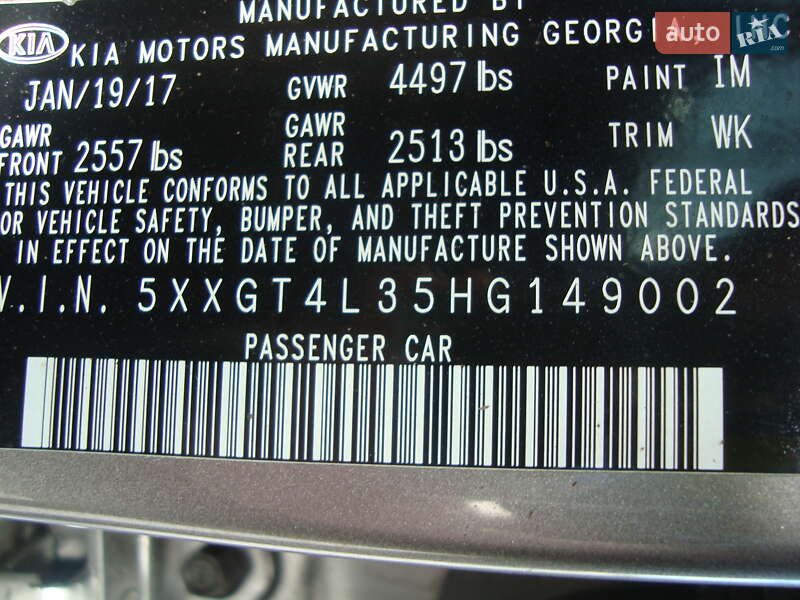 MANUFACTURED BY
KIA KIA MOTORS MANUFACTURING GEORGIA
auto RIA.com
JAN/19/17 GVWR 4497 lbs PAINT IM
GAWR FRONT 2557 lbs GAWR REAR 2513 lbs TRIM WK
THIS VEHICLE CONFORMS TO ALL APPLICABLE U.S.A. FEDERAL
OR VEHICLE SAFETY, BUMPER, AND THEFT PREVENTION STANDARDS
IN EFFECT ON THE DATE OF MANUFACTURE SHOWN ABOVE.
V.I.N. 5XXGT4L35HG149002
PASSENGER CAR